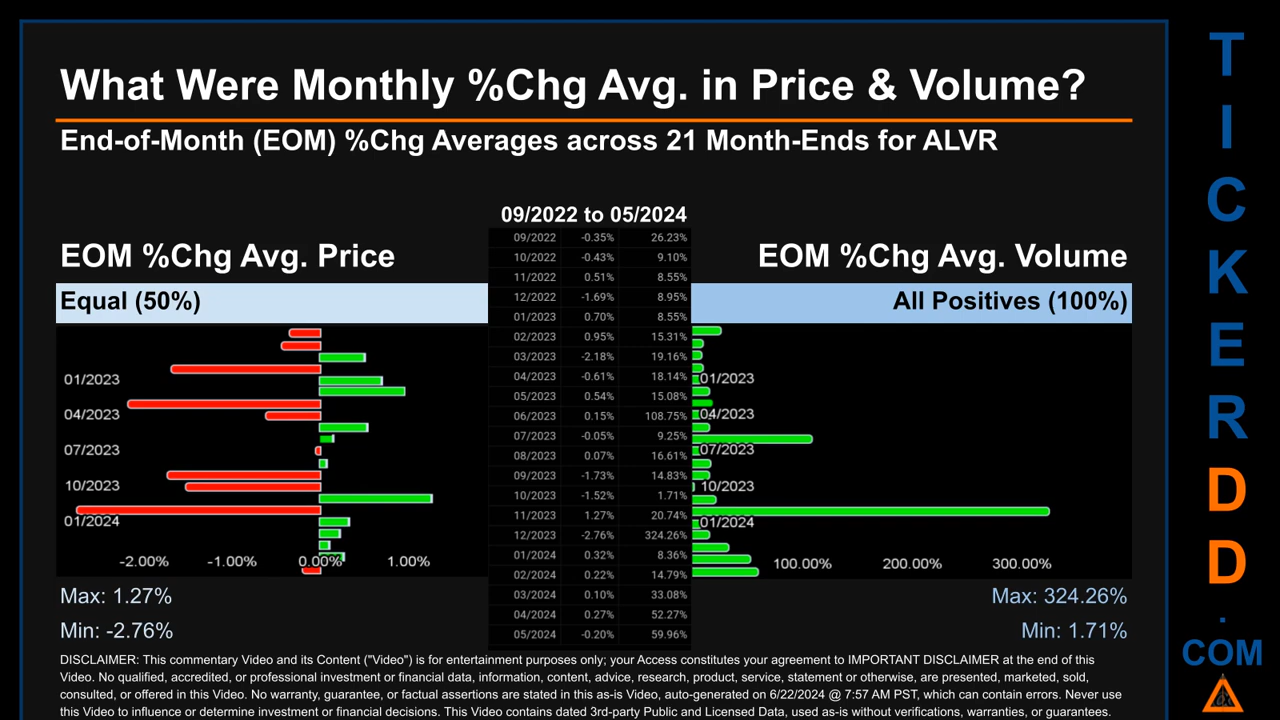 What Were Monthly %Chg Avg. in Price & Volume?
End-of-Month (EOM) %Chg Averages across 21 Month-Ends for ALVR
09/2022 to 05/2024
EOM %Chg Avg. Price
Equal (50%)
09/2022 -0.35% 26.23%
10/2022 -0.43% 9.10%
11/2022 0.51% 8.55%
12/2022 -1.69% 8.95%
01/2023 0.70% 8.55%
02/2023 0.95% 15.31%
03/2023 -2.18% 19.16%
04/2023 -0.61% 18.14%
05/2023 0.54% 15.08%
06/2023 0.15% 108.75%
07/2023 -0.05% 9.25%
08/2023 0.07% 16.61%
09/2023 -1.73% 14.83%
10/2023 -1.52% 1.71%
11/2023 1.27% 20.74%
12/2023 -2.76% 324.26%
01/2024 0.32% 8.36%
02/2024 0.22% 14.79%
03/2024 0.10% 33.08%
04/2024 0.27% 52.27%
05/2024 -0.20% 59.96%
EOM %Chg Avg. Volume
All Positives (100%)
01/2023
04/2023
07/2023
10/2023
01/2024
-2.00% -1.00% 0.00% 1.00%
01/2023
04/2023
07/2023
10/2023
01/2024
100.00% 200.00% 300.00%
Max: 1.27%
Min: -2.76%
Max: 324.26%
Min: 1.71%
DISCLAIMER: This commentary Video and its Content ("Video") is for entertainment purposes only; your Access constitutes your agreement to IMPORTANT DISCLAIMER at the end of this
Video. No qualified, accredited, or professional investment or financial data, information, content, advice, research, product, service, statement or otherwise, are presented, marketed, sold,
consulted, or offered in this Video. No warranty, guarantee, or factual assertions are stated in this as-is Video, auto-generated on 6/22/2024 @ 7:57 AM PST, which can contain errors. Never use
this Video to influence or determine investment or financial decisions. This Video contains dated 3rd-party Public and Licensed Data, used as-is without verifications, warranties, or guarantees.
T
I
C
K
E
R
D
D
.
COM